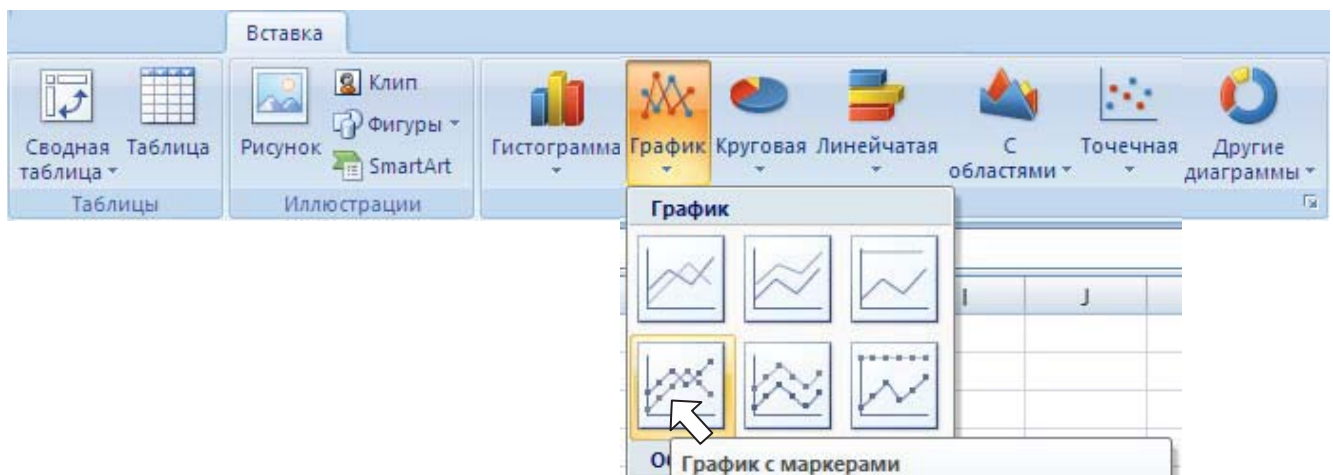 Вставка
Сводная таблица
Таблица
Таблицы
Рисунок
Клип
Фигуры
SmartArt
Иллюстрации
Гистограмма
График
Круговая
Линейчатая
С областями
Точечная
Другие диаграммы
График
I J
График с маркерами